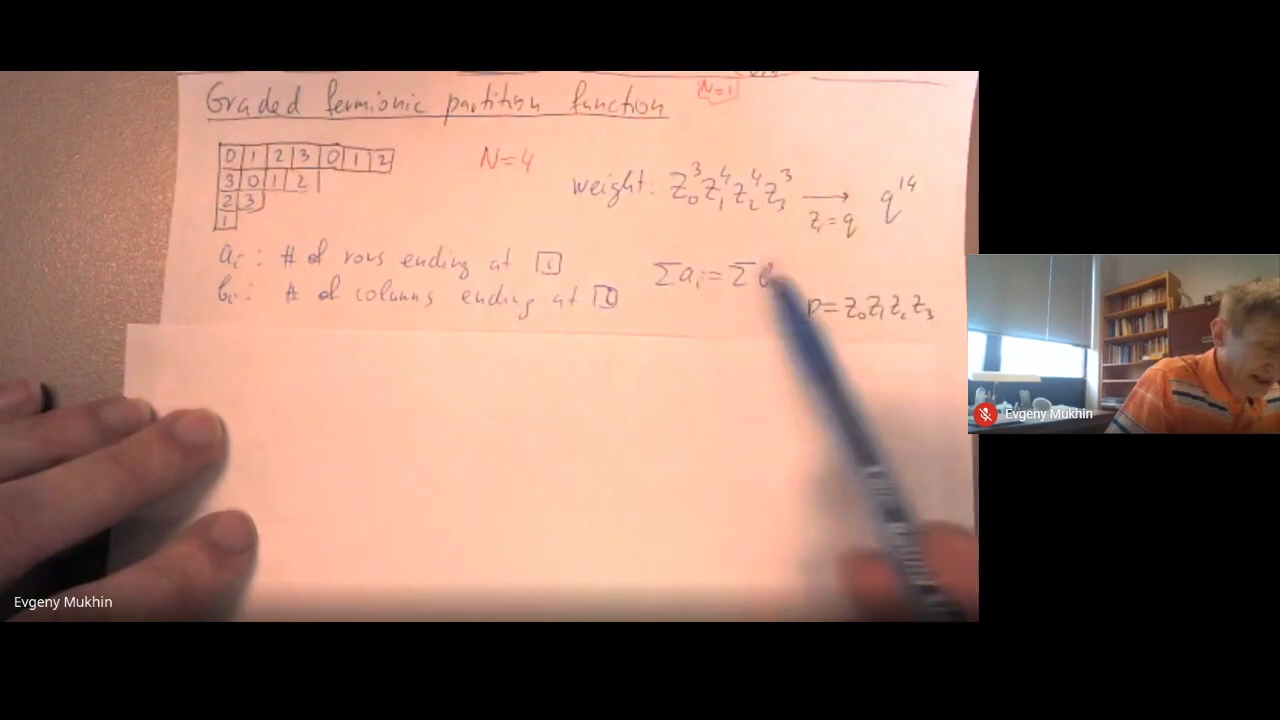 N=1
Graded fermionic partition function
0 1 2 3 0 1 2
3 0 1 2
2 3
1
N=4
weight: z₀³z₁⁴z₂⁴z₃³ → q¹⁴
zᵢ=q
aᵢ: # of rows ending at i
bᵢ: # of columns ending at
Σaᵢ=Σ
p=z₀z₁z₂z₃
Evgeny Mukhin
Evgeny Mukhin